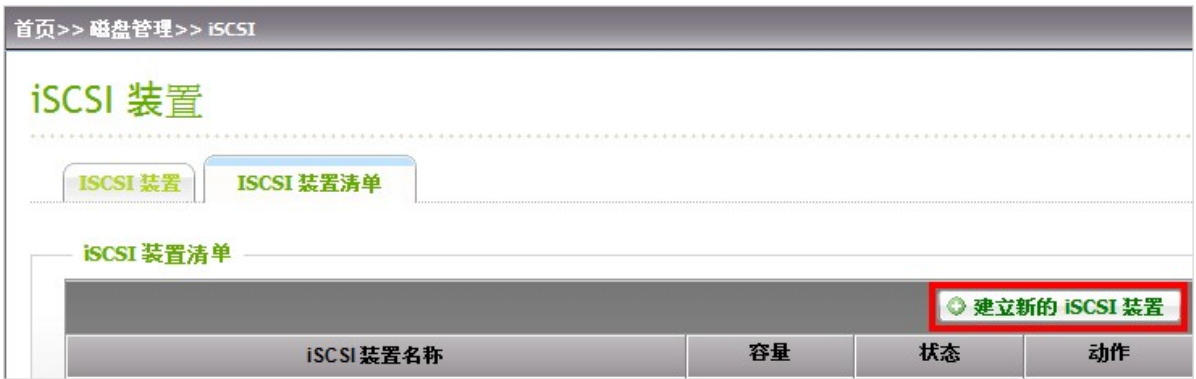 首页>> 磁盘管理>> iSCSI
iSCSI 装置
ISCSI 装置 ISCSI 装置清单
iSCSI 装置清单
建立新的 iSCSI 装置
iSCSI装置名称 容量 状态 动作